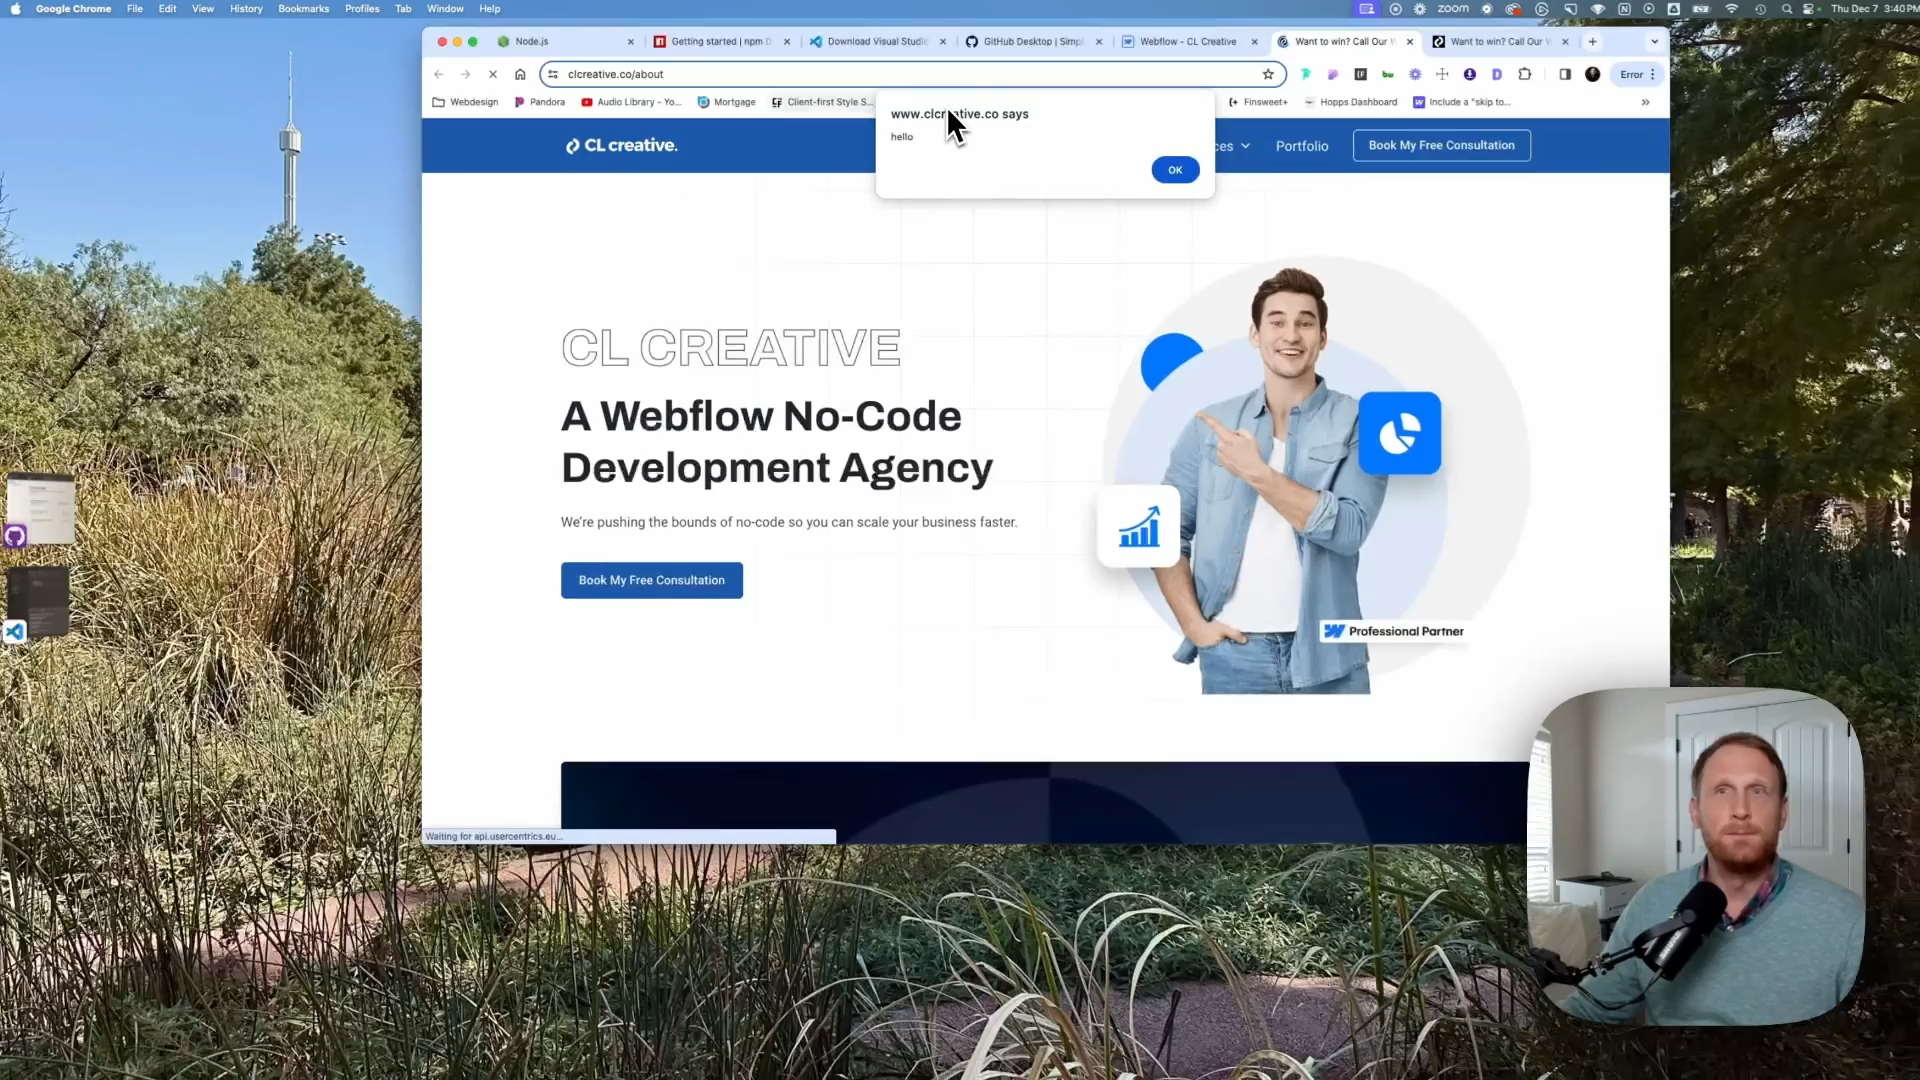 Google Chrome File Edit View History Bookmarks Profiles Tab Window Help
zoom Thu Dec 7 3:40 PM
Node.js
Getting started | npm D
Download Visual Studi
GitHub Desktop | Simpl
Webflow - CL Creative
Want to win? Call Our W
Want to win? Call Our W
clcreative.co/about
Error
Webdesign
Pandora
Audio Library - Yo...
Mortgage
Client-first Style S...
Finsweet+
Hopps Dashboard
Include a "skip to...
www.clcreative.co says
hello
OK
CL creative.
ces
Portfolio
Book My Free Consultation
CL CREATIVE
A Webflow No-Code
Development Agency
We're pushing the bounds of no-code so you can scale your business faster.
Book My Free Consultation
Professional Partner
Waiting for api.usercentrics.eu...